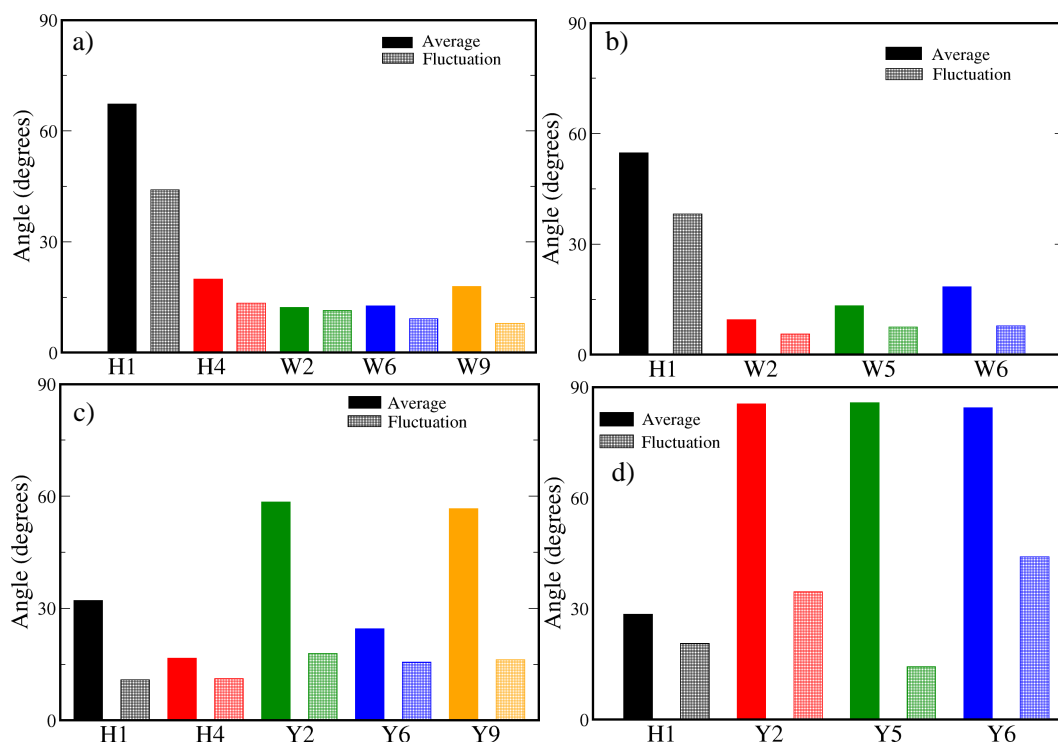 a)
Average
Fluctuation
Angle (degrees)
90
60
30
0
H1 H4 W2 W6 W9
b)
Average
Fluctuation
Angle (degrees)
90
60
30
0
H1 W2 W5 W6
c)
Average
Fluctuation
Angle (degrees)
90
60
30
0
H1 H4 Y2 Y6 Y9
d)
Average
Fluctuation
Angle (degrees)
90
60
30
0
H1 Y2 Y5 Y6